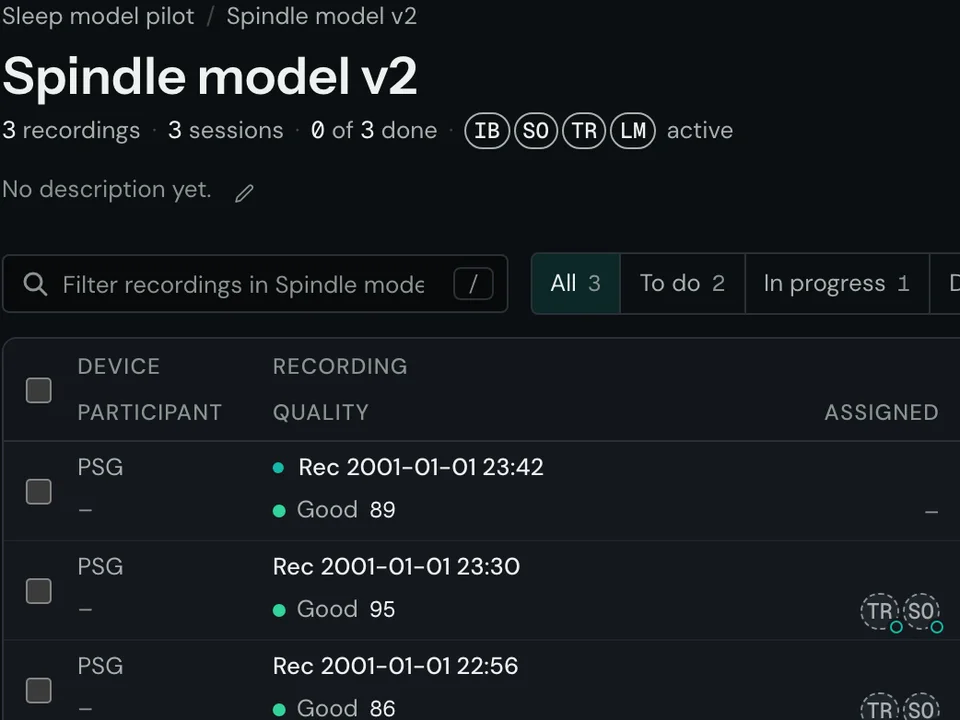 Sleep model pilot / Spindle model v2
Spindle model v2
3 recordings · 3 sessions · 0 of 3 done · IB SO TR LM active
No description yet.
Filter recordings in Spindle mode /
All 3 To do 2 In progress 1 D
DEVICE RECORDING
PARTICIPANT QUALITY ASSIGNED
PSG Rec 2001-01-01 23:42
– Good 89 –
PSG Rec 2001-01-01 23:30
– Good 95 TR SO
PSG Rec 2001-01-01 22:56
– Good 86 TR SO